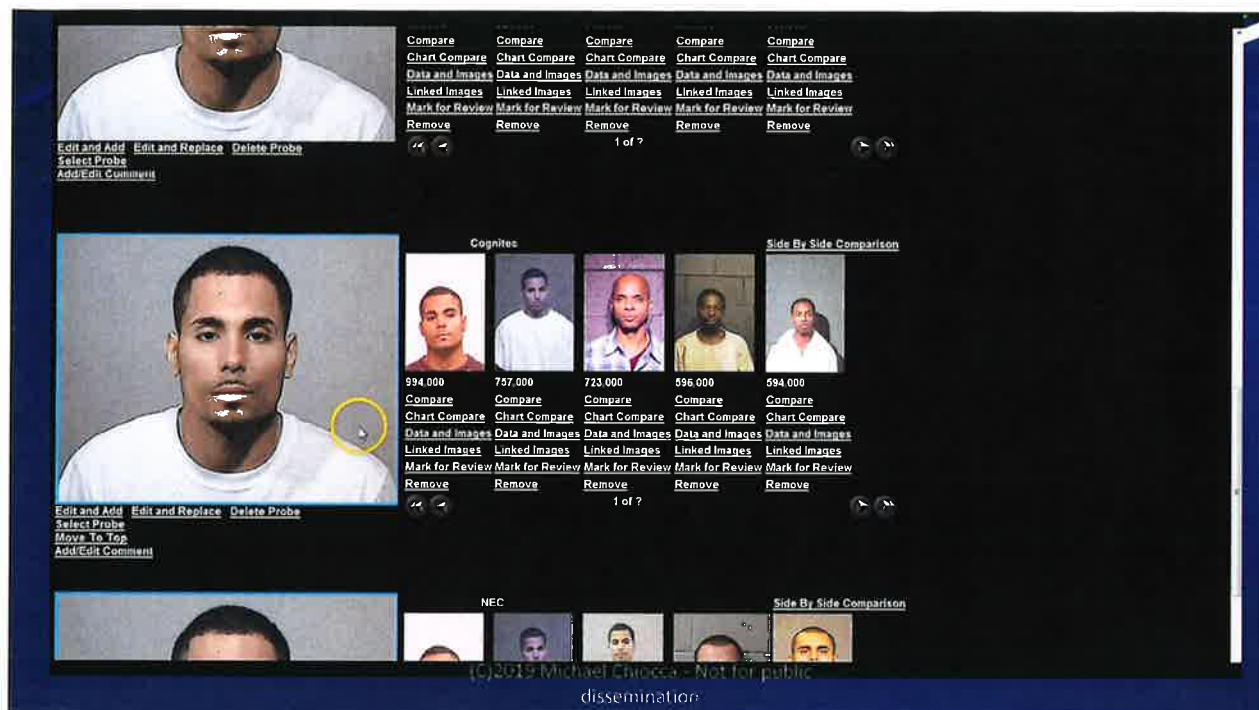 Compare Compare Compare Compare Compare
Chart Compare Chart Compare Chart Compare Chart Compare Chart Compare
Data and Images Data and Images Data and Images Data and Images Data and Images
Linked Images Linked Images Linked Images Linked Images Linked Images
Mark for Review Mark for Review Mark for Review Mark for Review Mark for Review
Remove Remove Remove Remove Remove
1 of ?
Edit and Add Edit and Replace Delete Probe
Select Probe
Add/Edit Comment
Cognitec Side By Side Comparison
994,000 757,000 723,000 596,000 594,000
Compare Compare Compare Compare Compare
Chart Compare Chart Compare Chart Compare Chart Compare Chart Compare
Data and Images Data and Images Data and Images Data and Images Data and Images
Linked Images Linked Images Linked Images Linked Images Linked Images
Mark for Review Mark for Review Mark for Review Mark for Review Mark for Review
Remove Remove Remove Remove Remove
1 of ?
Edit and Add Edit and Replace Delete Probe
Select Probe
Move To Top
Add/Edit Comment
NEC Side By Side Comparison
(C)2019 Michael Chiocca - Not for public
dissemination